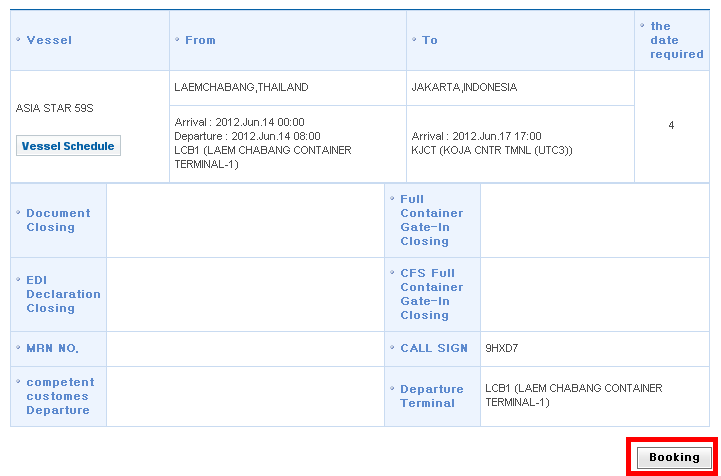 Vessel
From
To
the
date
required
ASIA STAR 59S
Vessel Schedule
LAEMCHABANG,THAILAND
JAKARTA,INDONESIA
Arrival : 2012.Jun.14 00:00
Departure : 2012.Jun.14 08:00
LCB1 (LAEM CHABANG CONTAINER
TERMINAL-1)
Arrival : 2012.Jun.17 17:00
KJCT (KOJA CNTR TMNL (UTC3))
4
Document
Closing
Full
Container
Gate-In
Closing
EDI
Declaration
Closing
CFS Full
Container
Gate-In
Closing
MRN NO.
CALL SIGN
9HXD7
competent
customes
Departure
Departure
Terminal
LCB1 (LAEM CHABANG CONTAINER
TERMINAL-1)
Booking